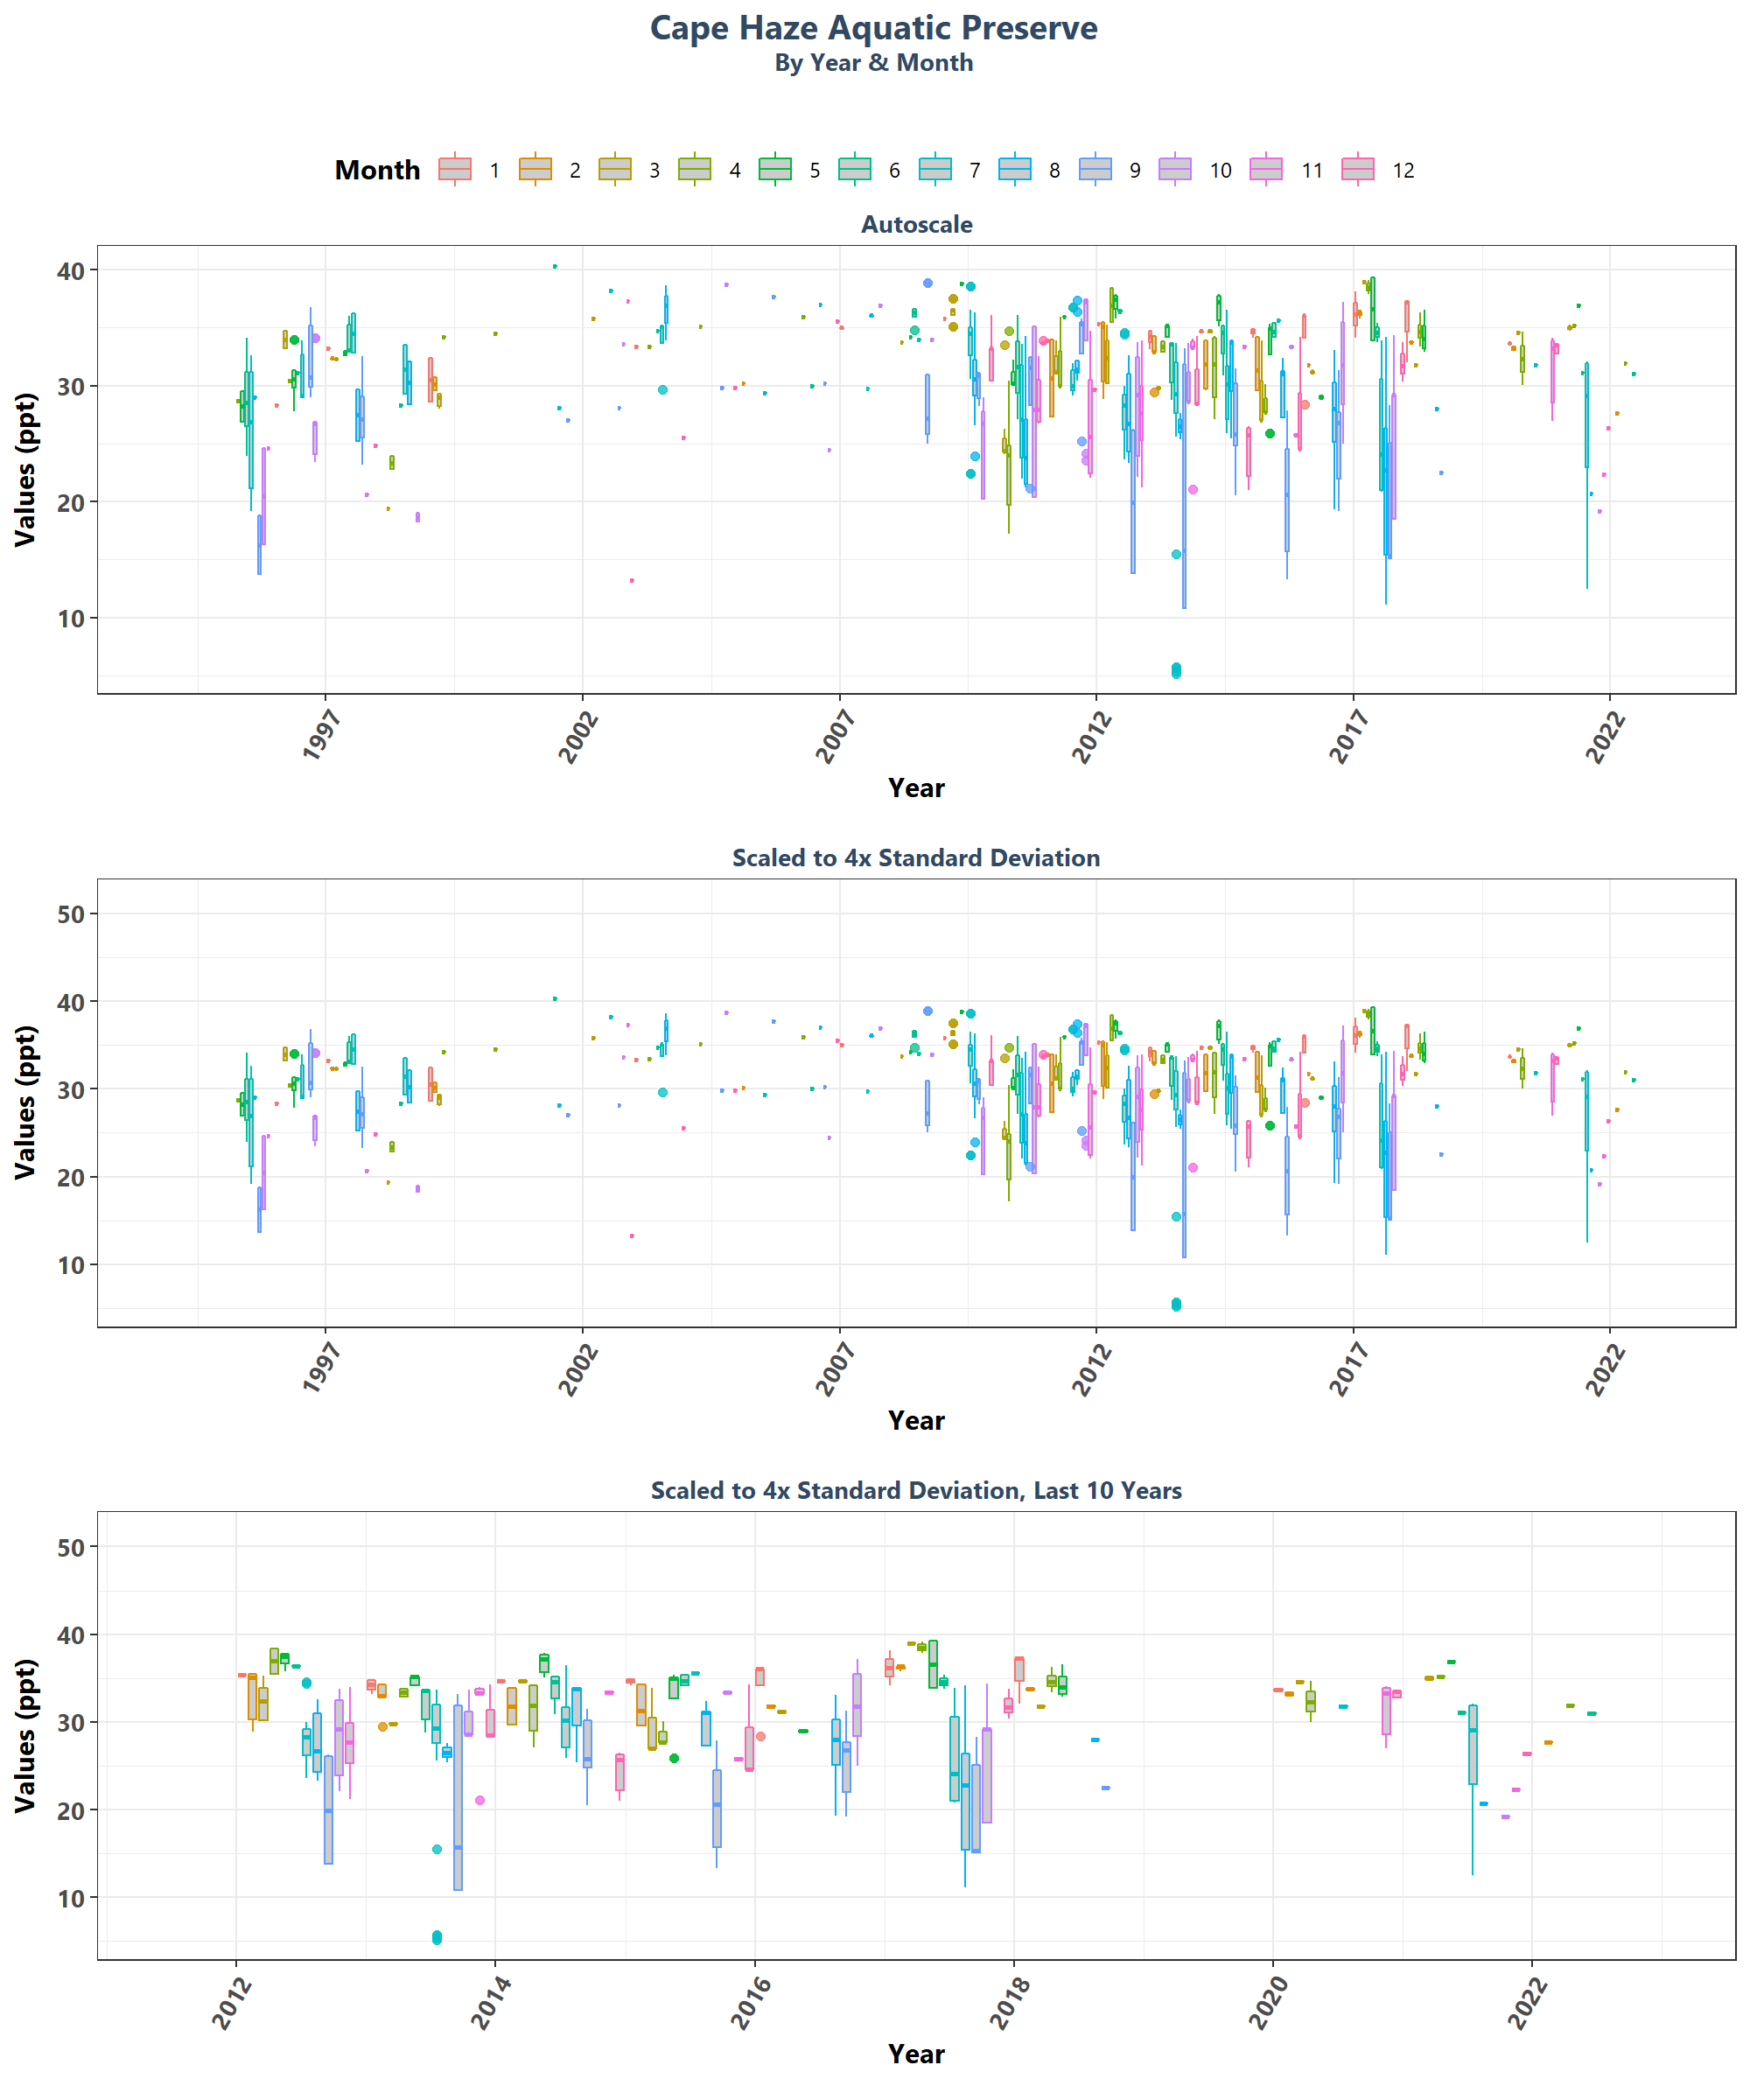 Cape Haze Aquatic Preserve
By Year & Month
Month 1 2 3 4 5 6 7 8 9 10 11 12
Autoscale
Values (ppt)
40
30
20
10
1997 2002 2007 2012 2017 2022
Year
Scaled to 4x Standard Deviation
Values (ppt)
50
40
30
20
10
1997 2002 2007 2012 2017 2022
Year
Scaled to 4x Standard Deviation, Last 10 Years
Values (ppt)
50
40
30
20
10
2012 2014 2016 2018 2020 2022
Year